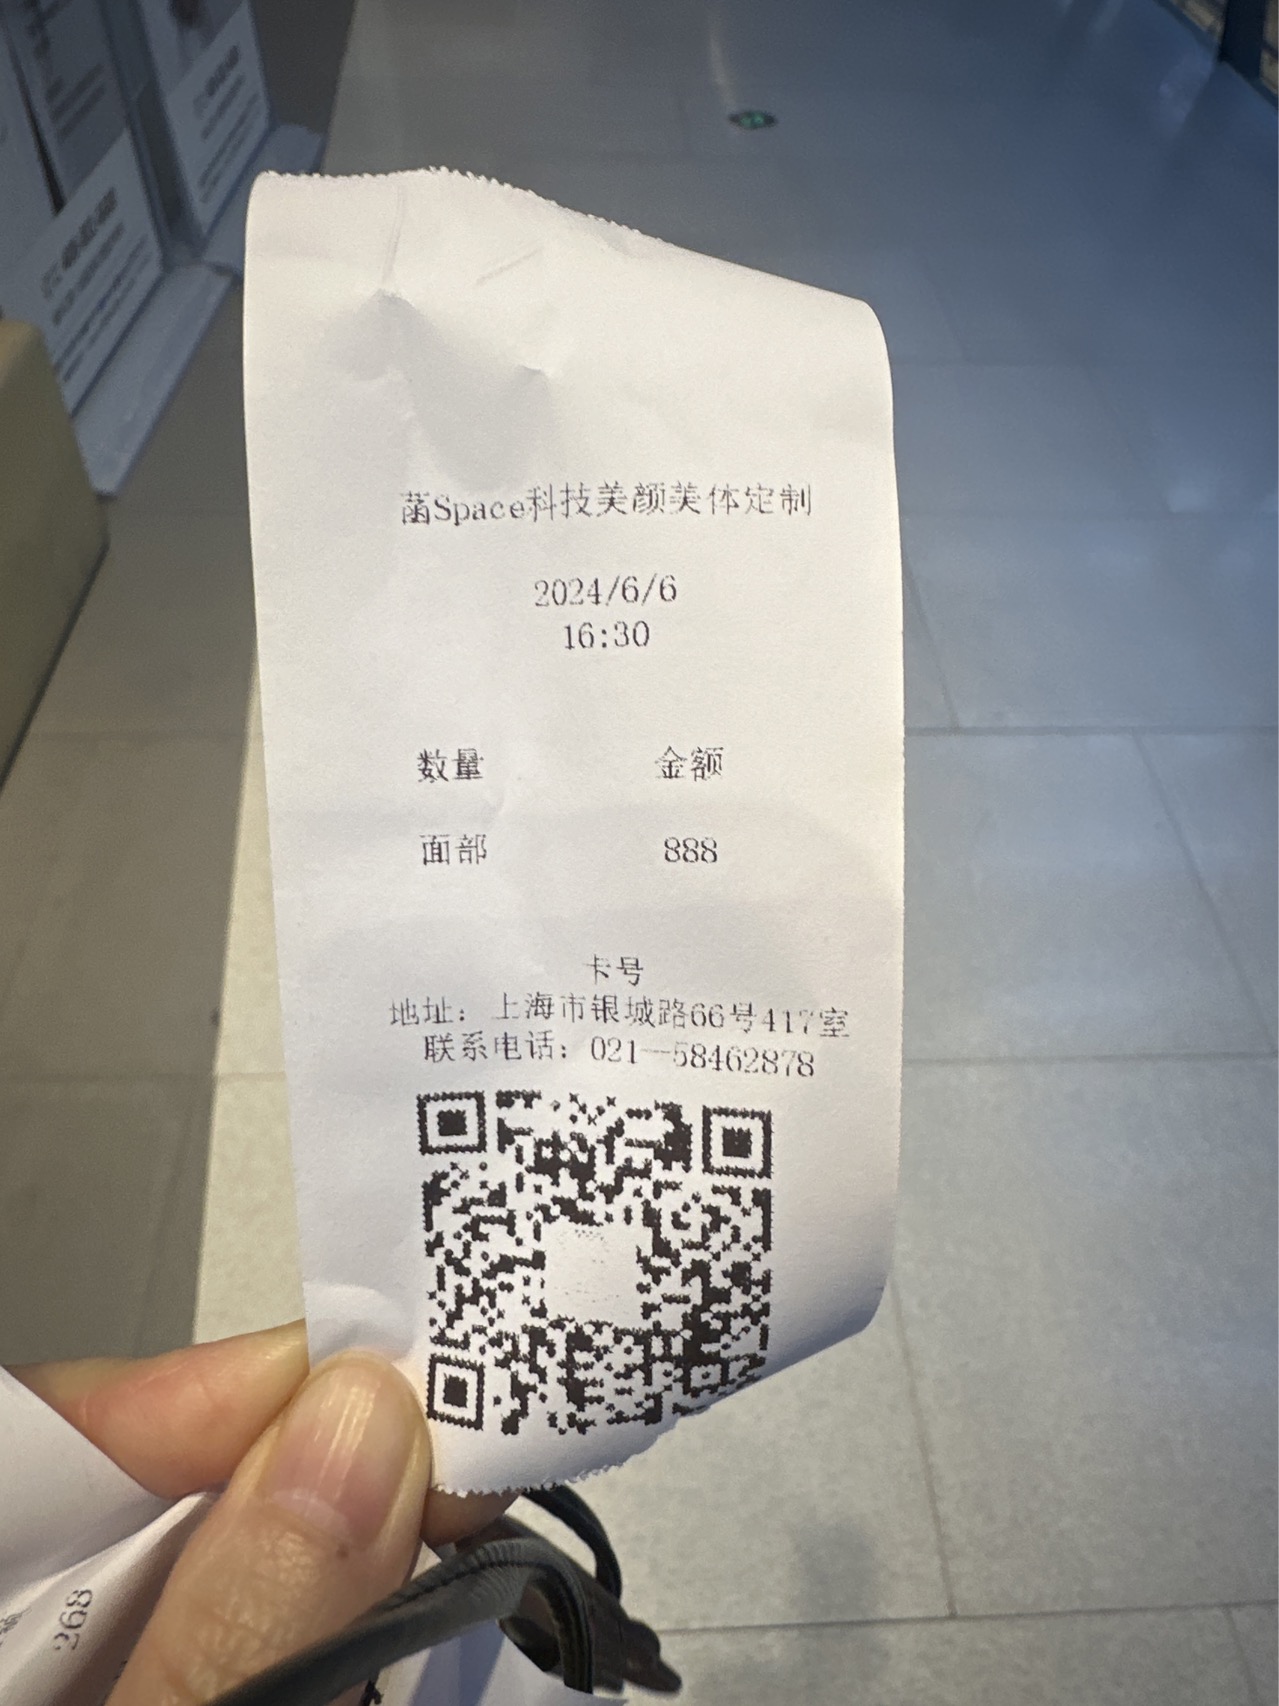 菡Space科技美颜美体定制
2024/6/6
16:30
数量 金额
面部 888
卡号
地址：上海市银城路66号417室
联系电话：021—58462878
268